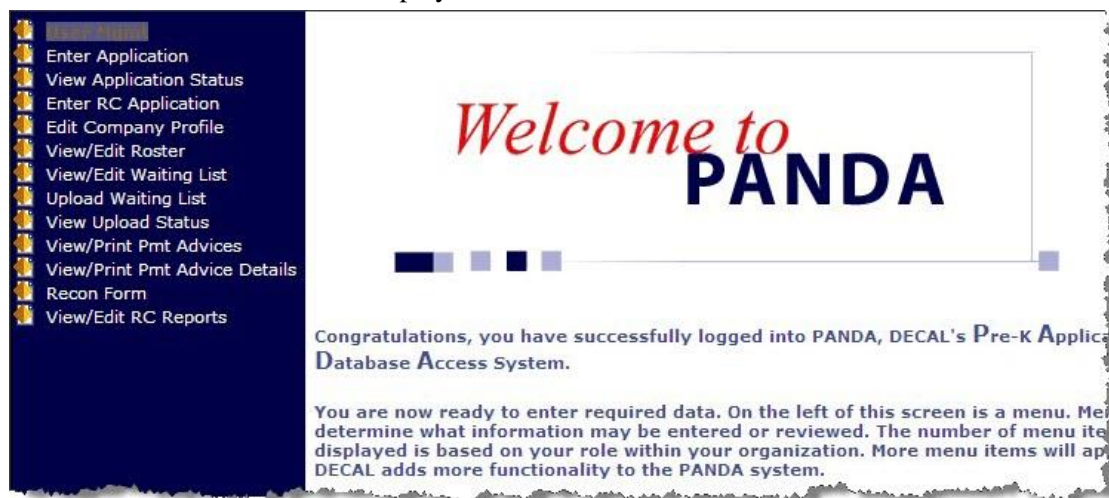 User Mgmt
Enter Application
View Application Status
Enter RC Application
Edit Company Profile
View/Edit Roster
View/Edit Waiting List
Upload Waiting List
View Upload Status
View/Print Pmt Advices
View/Print Pmt Advice Details
Recon Form
View/Edit RC Reports
Welcome to
PANDA
Congratulations, you have successfully logged into PANDA, DECAL's Pre-K Applica
Database Access System.
You are now ready to enter required data. On the left of this screen is a menu. Me
determine what information may be entered or reviewed. The number of menu ite
displayed is based on your role within your organization. More menu items will ap
DECAL adds more functionality to the PANDA system.